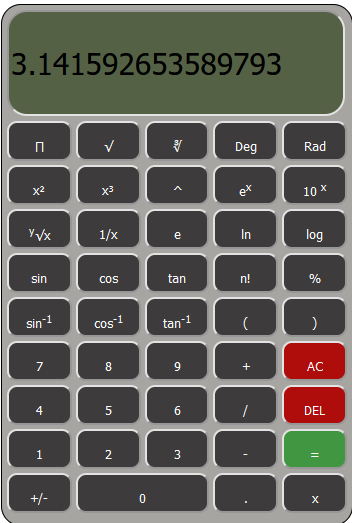 3.141592653589793
∏ √ ∛ Deg Rad
x² x³ ^ eˣ 10 ˣ
ʸ√x 1/x e ln log
sin cos tan n! %
sin⁻¹ cos⁻¹ tan⁻¹ ( )
7 8 9 + AC
4 5 6 / DEL
1 2 3 - =
+/- 0 . x